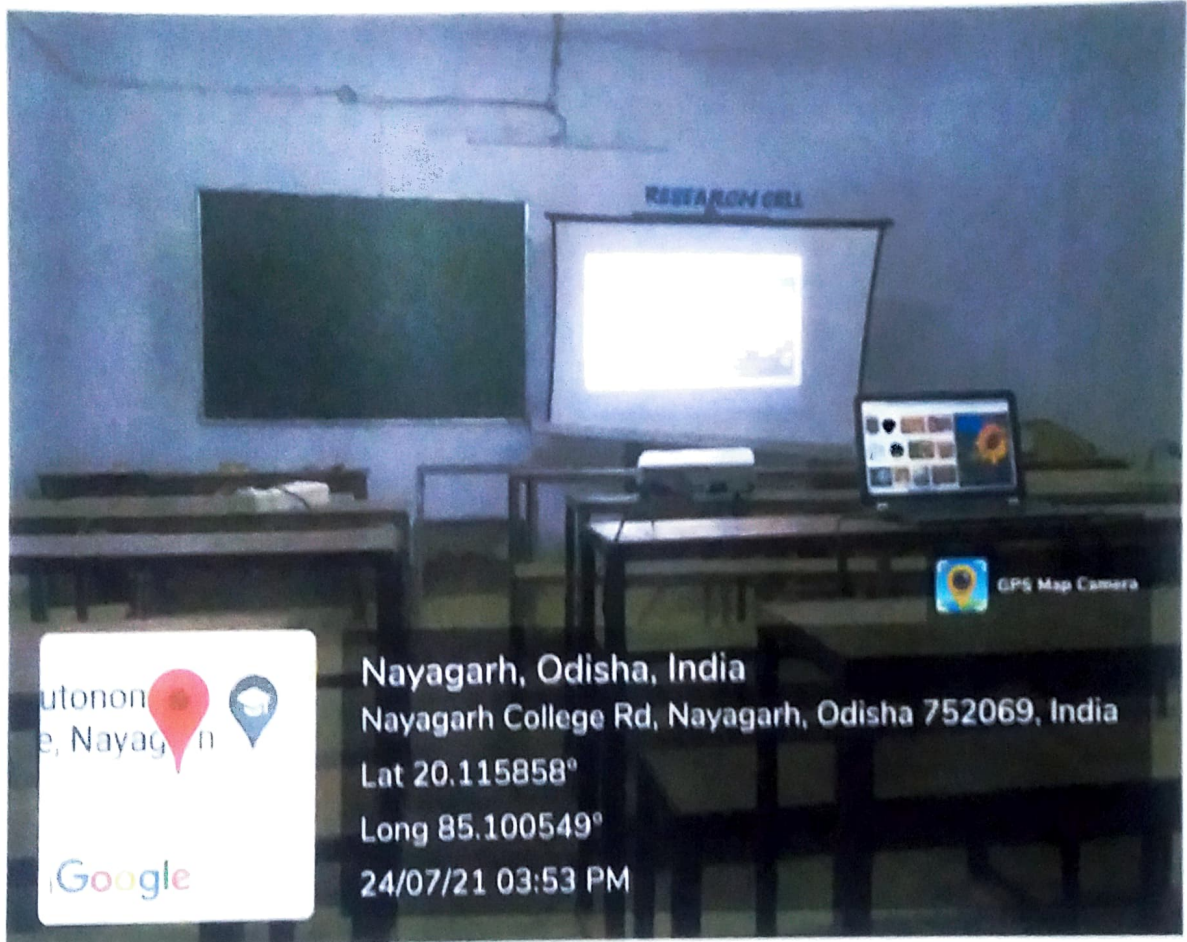 RESEARCH CELL
GPS Map Camera
utonon
e, Nayag n
Google
Nayagarh, Odisha, India
Nayagarh College Rd, Nayagarh, Odisha 752069, India
Lat 20.115858°
Long 85.100549°
24/07/21 03:53 PM